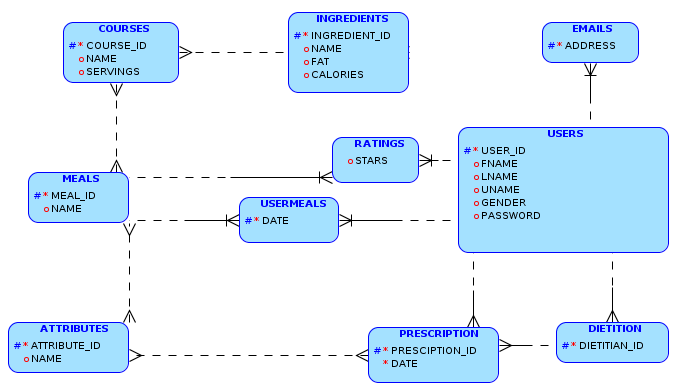 COURSES
#* COURSE_ID
o NAME
o SERVINGS
INGREDIENTS
#* INGREDIENT_ID
o NAME
o FAT
o CALORIES
EMAILS
#* ADDRESS
RATINGS
o STARS
USERS
#* USER_ID
o FNAME
o LNAME
o UNAME
o GENDER
o PASSWORD
MEALS
#* MEAL_ID
o NAME
USERMEALS
#* DATE
ATTRIBUTES
#* ATTRIBUTE_ID
o NAME
PRESCRIPTION
#* PRESCIPTION_ID
* DATE
DIETITION
#* DIETITIAN_ID